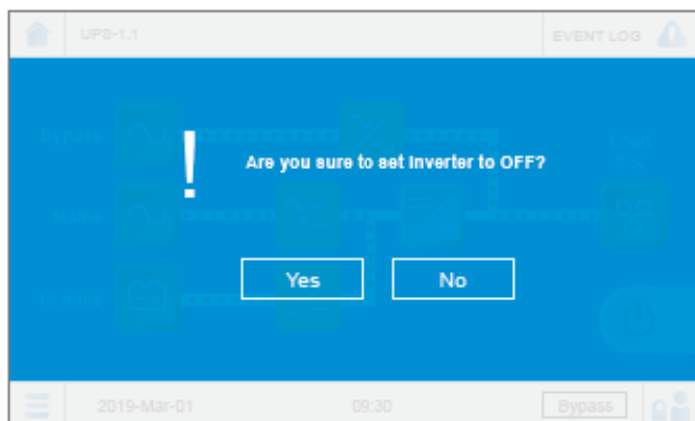 UPS-1.1 EVENT LOG
Bypass Load
0 %
Are you sure to set Inverter to OFF?
Mains
Yes No
10 mins
2019-Mar-01 09:30 Bypass